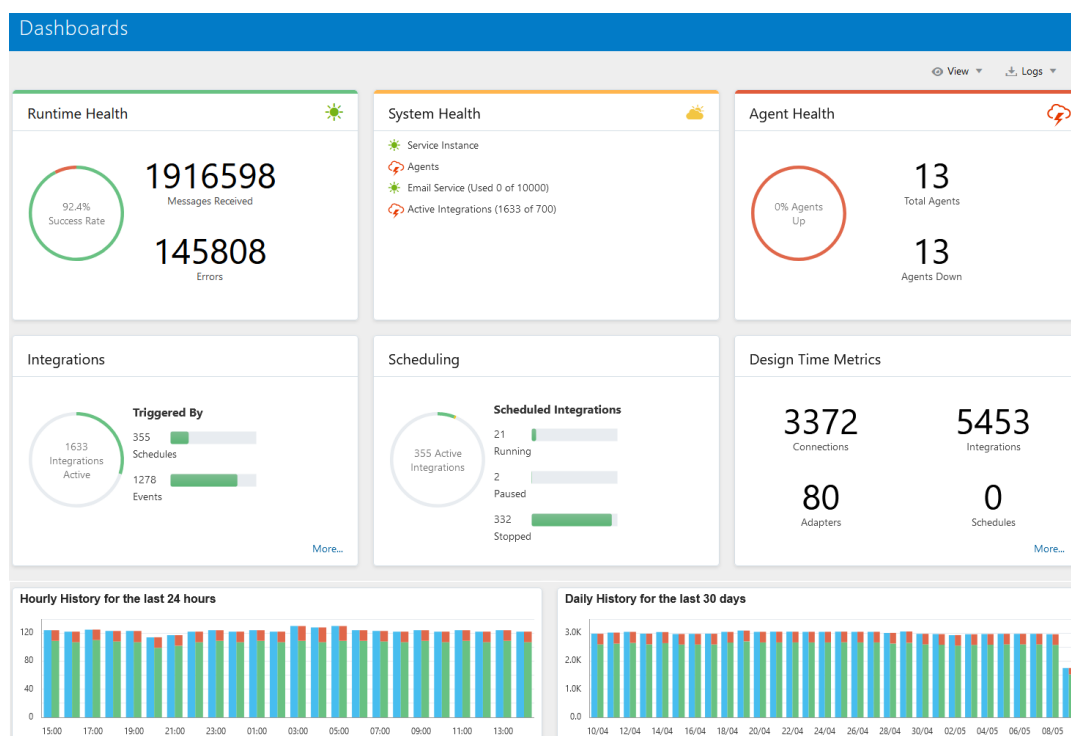 Dashboards
View
Logs
Runtime Health
92.4%
Success Rate
1916598
Messages Received
145808
Errors
System Health
Service Instance
Agents
Email Service (Used 0 of 10000)
Active Integrations (1633 of 700)
Agent Health
0% Agents
Up
13
Total Agents
13
Agents Down
Integrations
1633
Integrations
Active
Triggered By
355
Schedules
1278
Events
More...
Scheduling
355 Active
Integrations
Scheduled Integrations
21
Running
2
Paused
332
Stopped
Design Time Metrics
3372
Connections
5453
Integrations
80
Adapters
0
Schedules
More...
Hourly History for the last 24 hours
120
80
40
0
15:00 17:00 19:00 21:00 23:00 01:00 03:00 05:00 07:00 09:00 11:00 13:00
Daily History for the last 30 days
3.0K
2.0K
1.0K
0.0
10/04 12/04 14/04 16/04 18/04 20/04 22/04 24/04 26/04 28/04 30/04 02/05 04/05 06/05 08/05